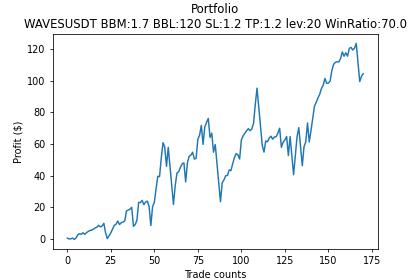 Portfolio
WAVESUSDT BBM:1.7 BBL:120 SL:1.2 TP:1.2 lev:20 WinRatio:70.0
120
100
80
60
40
20
0
Profit ($)
0 25 50 75 100 125 150 175
Trade counts